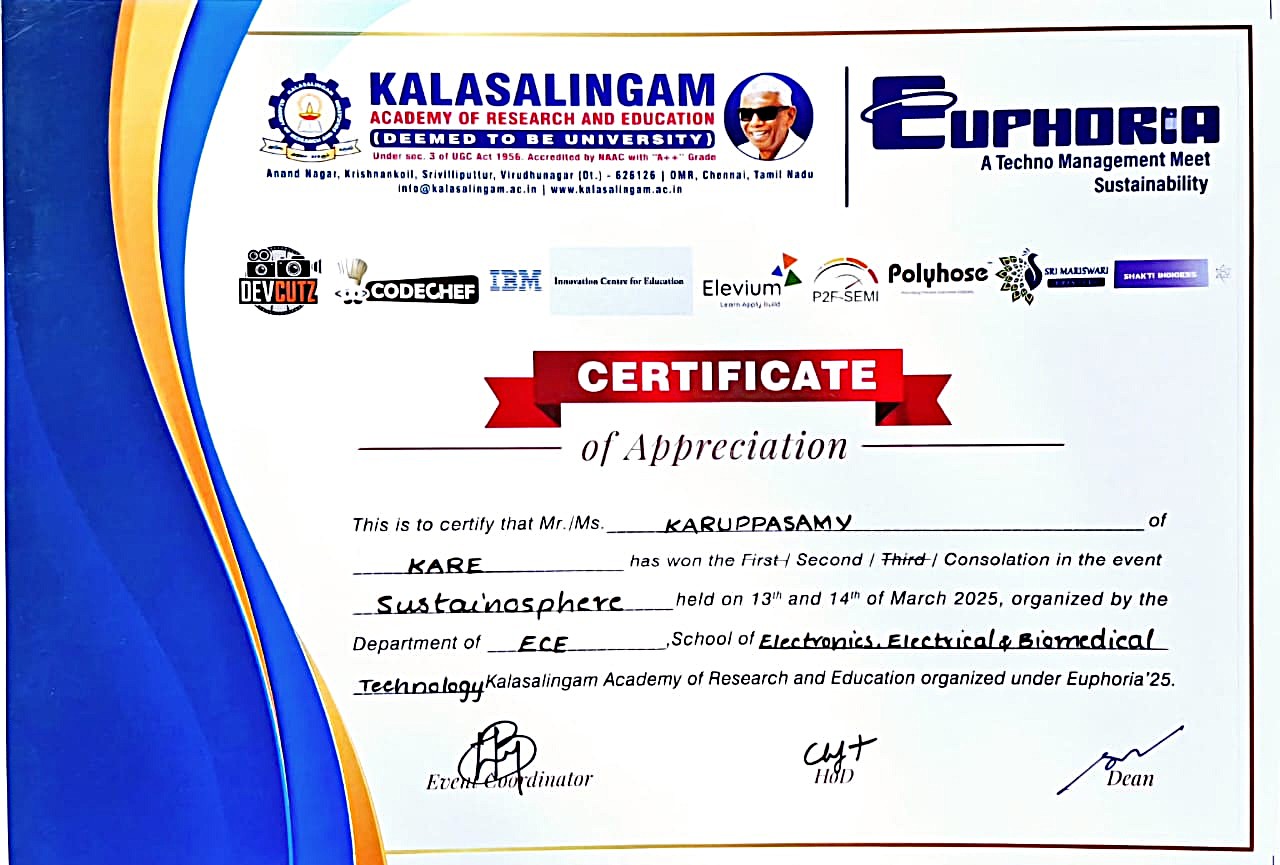 KALASALINGAM
ACADEMY OF RESEARCH AND EDUCATION
(DEEMED TO BE UNIVERSITY)
Under sec. 3 of UGC Act 1956. Accredited by NAAC with "A++" Grade
Anand Nagar, Krishnankoil, Srivilliputtur, Virudhunagar (Dt.) - 626126 | OMR, Chennai, Tamil Nadu
info@kalasalingam.ac.in | www.kalasalingam.ac.in
EUPHORIA
A Techno Management Meet
Sustainability
DEVCUTZ
CODECHEF
IBM
Innovation Centre for Education
Elevium
Learn Apply Build
P2F-SEMI
Polyhose
SRI MARISWARI
SHAKTI
CERTIFICATE
of Appreciation
This is to certify that Mr./Ms. KARUPPASAMY of
KARE has won the First / Second / Third / Consolation in the event
Sustainosphere held on 13th and 14th of March 2025, organized by the
Department of ECE ,School of Electronics, Electrical & Biomedical
Technology Kalasalingam Academy of Research and Education organized under Euphoria'25.
Event Coordinator
HoD
Dean